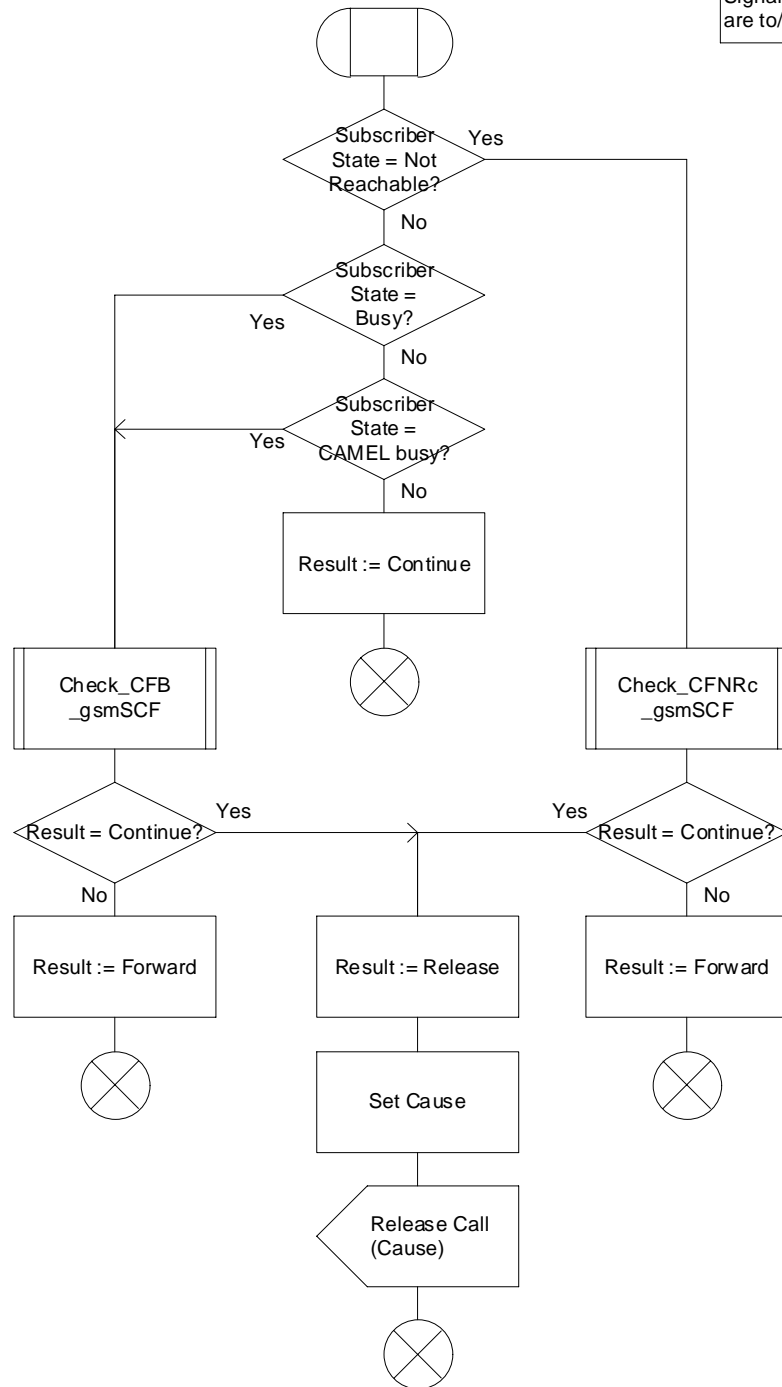 Signal
are to/
Subscriber
State = Not
Reachable?
Yes
No
Subscriber
State =
Busy?
Yes
No
Subscriber
State =
CAMEL busy?
Yes
No
Result := Continue
Check_CFB
_gsmSCF
Check_CFNRc
_gsmSCF
Result = Continue?
Yes
No
Yes
Result = Continue?
No
Result := Forward
Result := Release
Result := Forward
Set Cause
Release Call
(Cause)